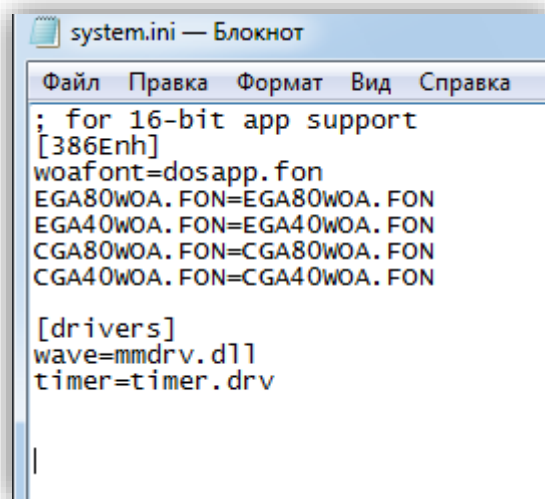 system.ini — Блокнот
Файл Правка Формат Вид Справка
; for 16-bit app support
[386Enh]
woafont=dosapp.fon
EGA80WOA.FON=EGA80WOA.FON
EGA40WOA.FON=EGA40WOA.FON
CGA80WOA.FON=CGA80WOA.FON
CGA40WOA.FON=CGA40WOA.FON
[drivers]
wave=mmdrv.dll
timer=timer.drv